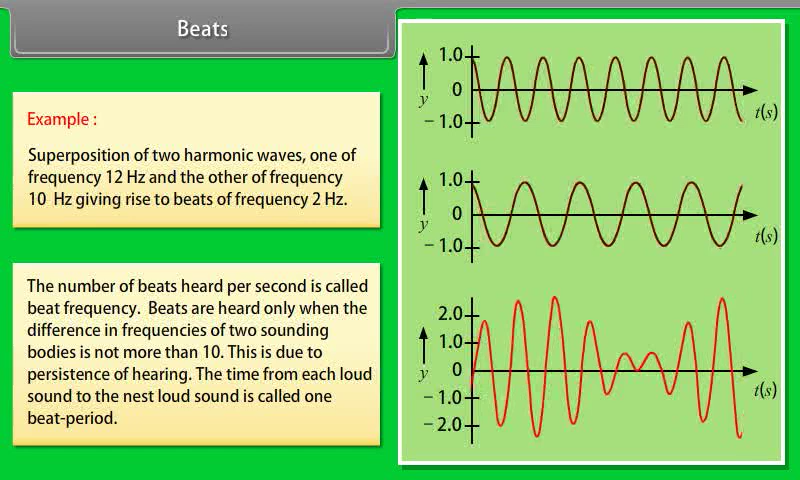 Beats
Example :
Superposition of two harmonic waves, one of
frequency 12 Hz and the other of frequency
10 Hz giving rise to beats of frequency 2 Hz.
The number of beats heard per second is called
beat frequency. Beats are heard only when the
difference in frequencies of two sounding
bodies is not more than 10. This is due to
persistence of hearing. The time from each loud
sound to the nest loud sound is called one
beat-period.
1.0
0
y
– 1.0
t(s)
1.0
0
y
– 1.0
t(s)
2.0
1.0
0
y
– 1.0
– 2.0
t(s)